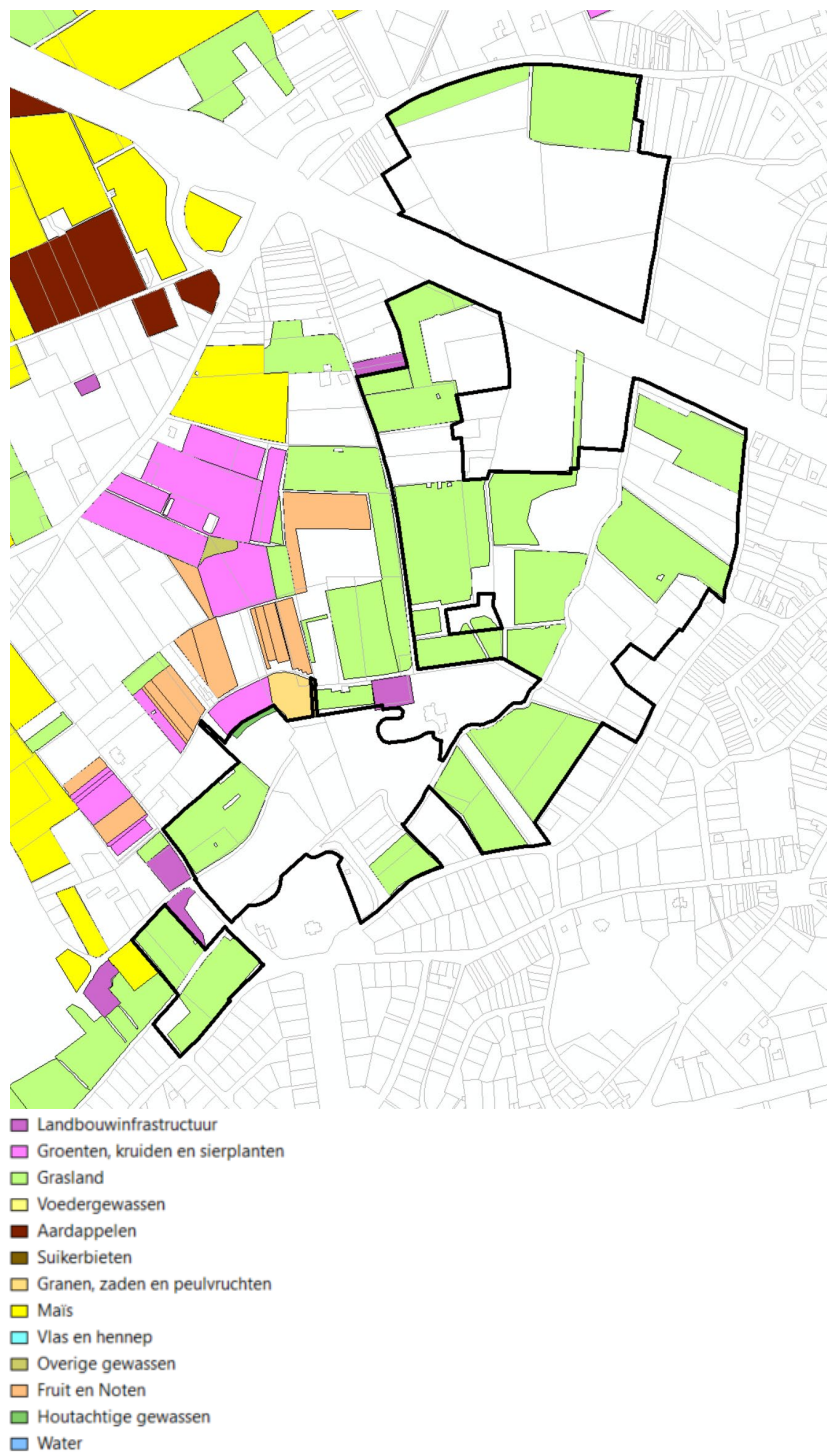 Landbouwinfrastructuur
Groenten, kruiden en sierplanten
Grasland
Voedergewassen
Aardappelen
Suikerbieten
Granen, zaden en peulvruchten
Maïs
Vlas en hennep
Overige gewassen
Fruit en Noten
Houtachtige gewassen
Water